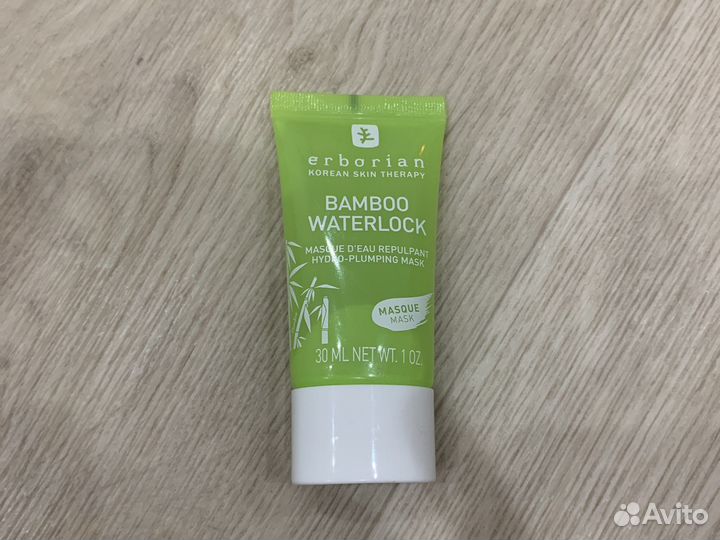 erborian
KOREAN SKIN THERAPY
BAMBOO
WATERLOCK
MASQUE D'EAU REPULPANT
HYDRO-PLUMPING MASK
MASQUE
MASK
30 ML NET WT. 1 OZ.
Avito